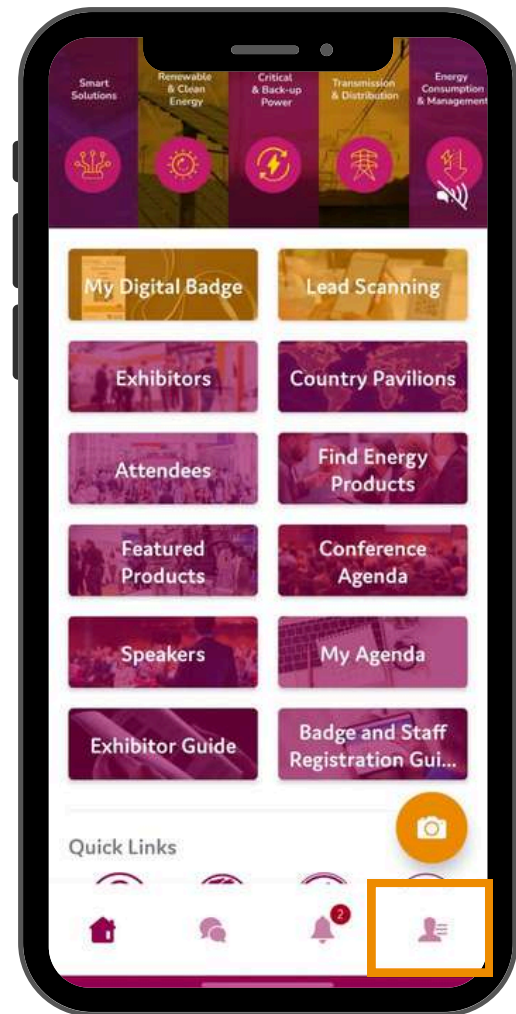 Smart
Solutions
Renewable
& Clean
Energy
Critical
& Back-up
Power
Transmission
& Distribution
Energy
Consumption
& Management
My Digital Badge
Lead Scanning
Exhibitors
Country Pavilions
Attendees
Find Energy
Products
Featured
Products
Conference
Agenda
Speakers
My Agenda
Exhibitor Guide
Badge and Staff
Registration Gui...
Quick Links
2